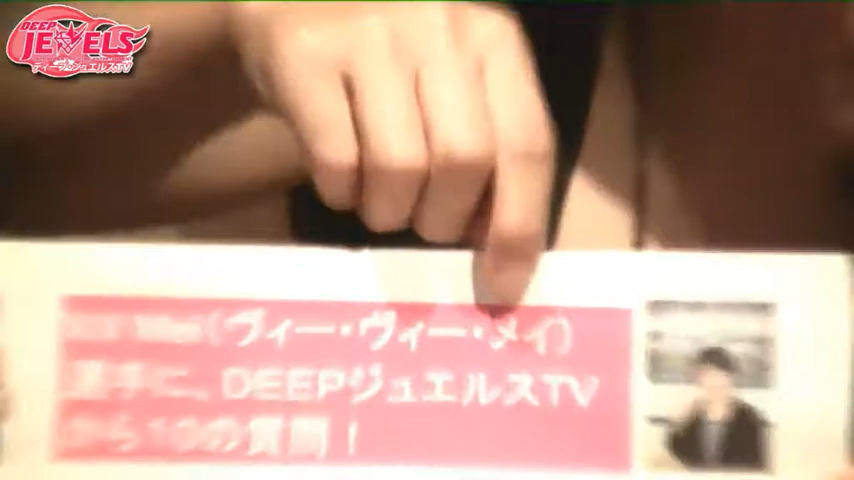 DEEP
JEWELS
ディープジュエルスTV
Mei(ヴィー・ヴィー・メイ)
選手に、DEEPジュエルスTV
から10の質問！